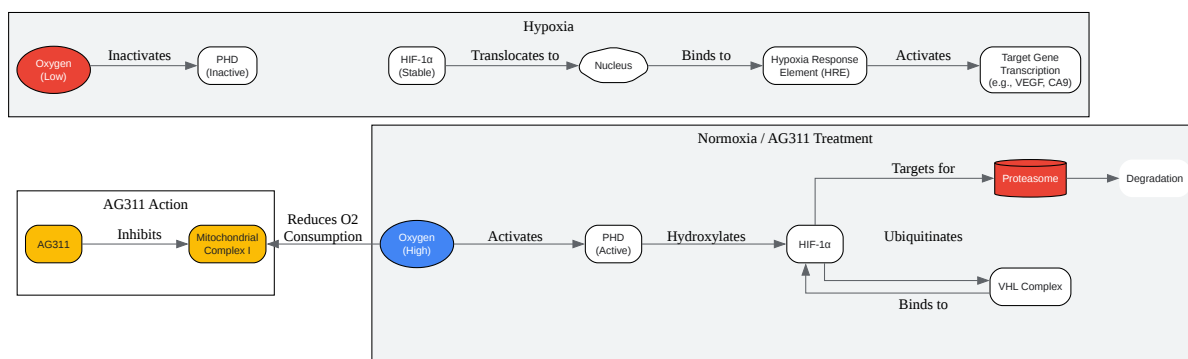 Hypoxia
Oxygen
(Low)
Inactivates
PHD
(Inactive)
HIF-1α
(Stable)
Translocates to
Nucleus
Binds to
Hypoxia Response
Element (HRE)
Activates
Target Gene
Transcription
(e.g., VEGF, CA9)
Normoxia / AG311 Treatment
AG311 Action
AG311
Inhibits
Mitochondrial
Complex I
Reduces O2
Consumption
Oxygen
(High)
Activates
PHD
(Active)
Hydroxylates
HIF-1α
Targets for
Proteasome
Degradation
Ubiquitinates
VHL Complex
Binds to